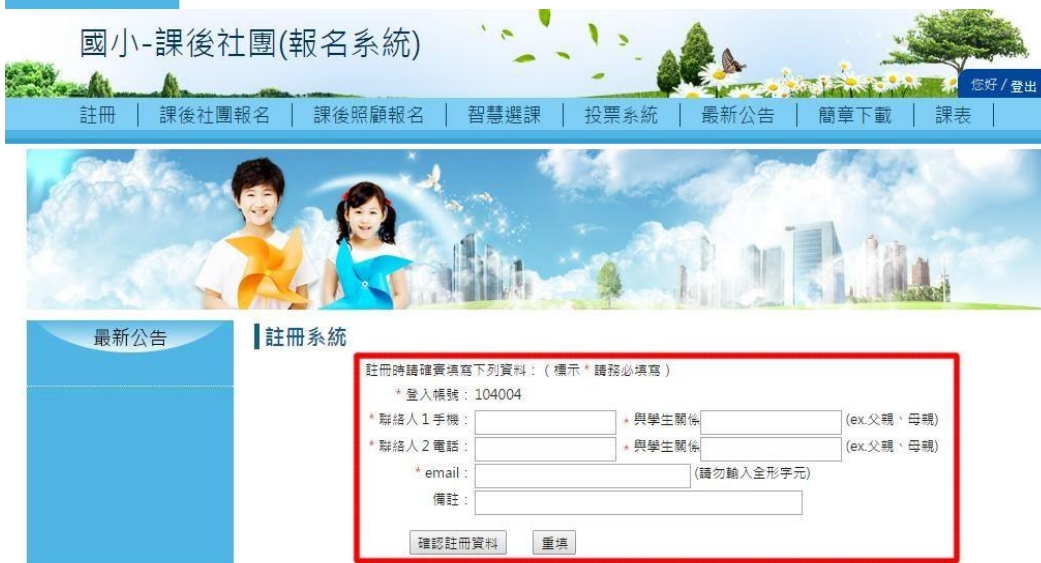 國小-課後社團(報名系統)
您好 / 登出
註冊 | 課後社團報名 | 課後照顧報名 | 智慧選課 | 投票系統 | 最新公告 | 簡章下載 | 課表 |
最新公告
註冊系統
註冊時請確實填寫下列資料：( 標示 * 請務必填寫 )
* 登入帳號：104004
* 聯絡人1手機： * 與學生關係 (ex.父親、母親)
* 聯絡人2電話： * 與學生關係 (ex.父親、母親)
* email： (請勿輸入全形字元)
備註：
確認註冊資料 重填